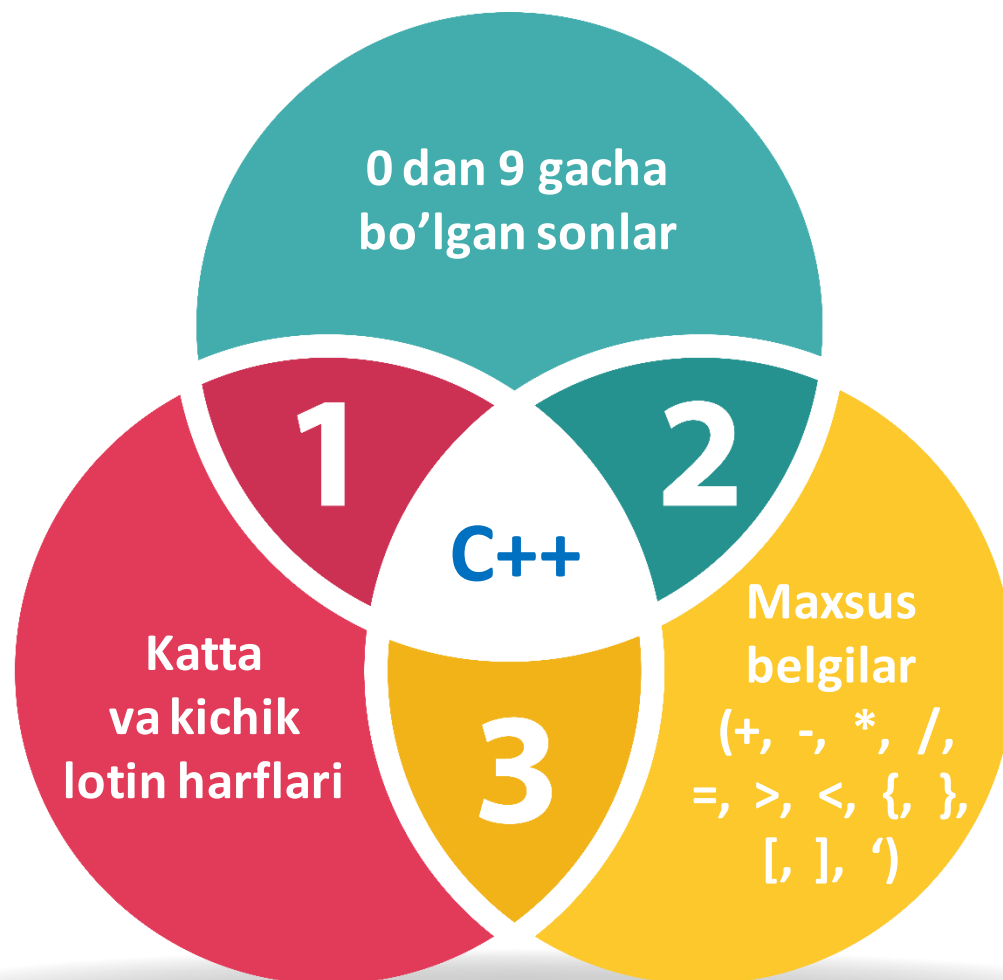 0 dan 9 gacha
bo’lgan sonlar
1
2
C++
Katta
va kichik
lotin harflari
3
Maxsus
belgilar
(+, -, *, /,
=, >, <, {, },
[, ], ‘)